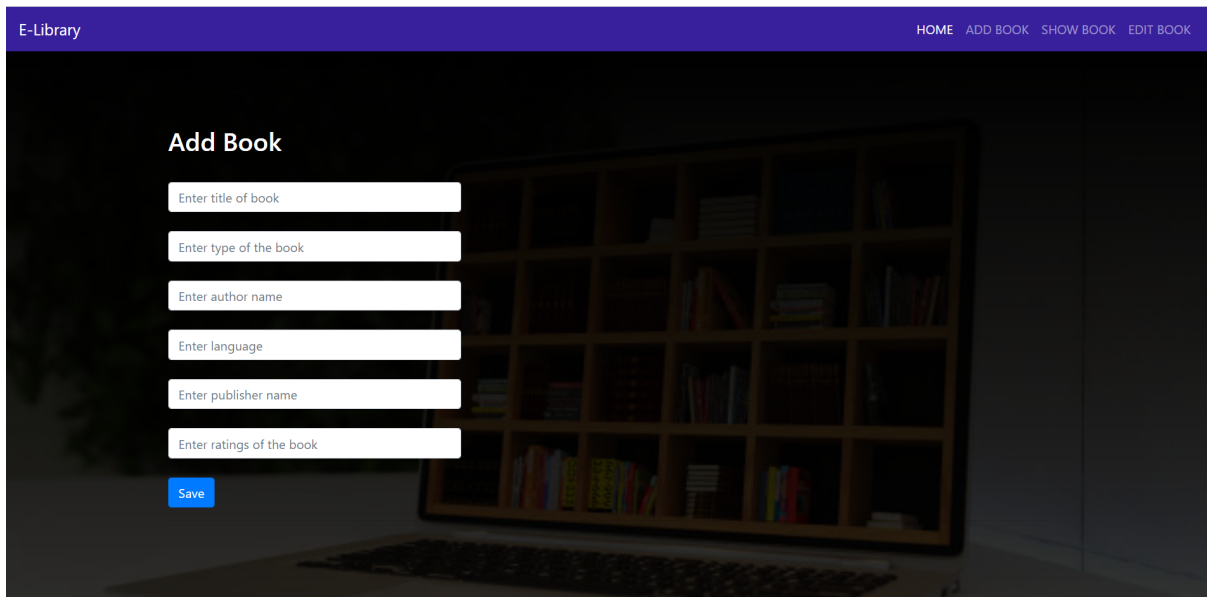 E-Library
HOME ADD BOOK SHOW BOOK EDIT BOOK
Add Book
Enter title of book
Enter type of the book
Enter author name
Enter language
Enter publisher name
Enter ratings of the book
Save